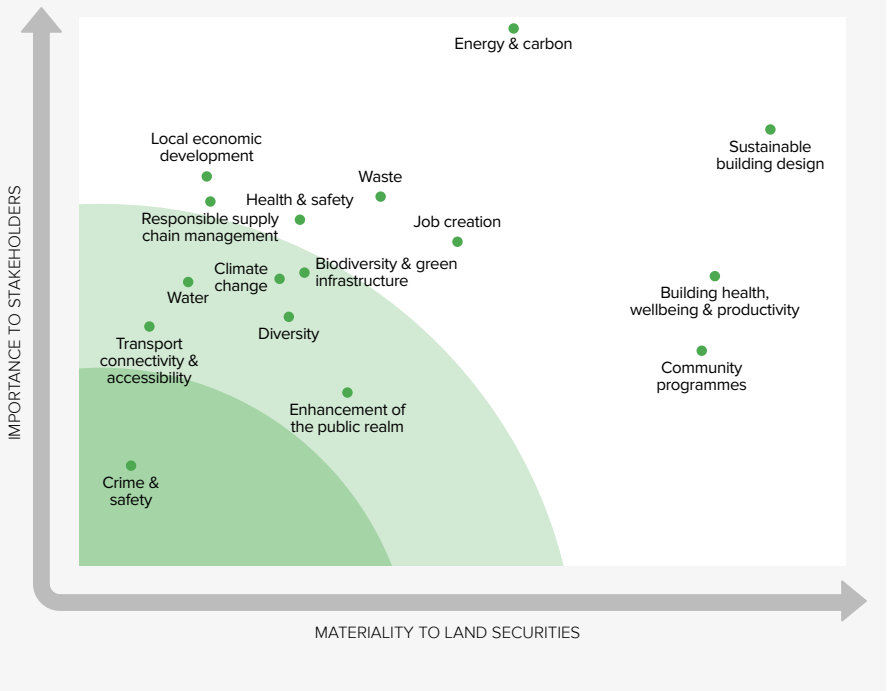 Energy & carbon
Local economic
development
Sustainable
building design
Waste
Health & safety
Responsible supply
chain management
Job creation
Climate
change
Biodiversity & green
infrastructure
Water
Building health,
wellbeing & productivity
Diversity
Transport
connectivity &
accessibility
Community
programmes
Enhancement of
the public realm
Crime &
safety
IMPORTANCE TO STAKEHOLDERS
MATERIALITY TO LAND SECURITIES